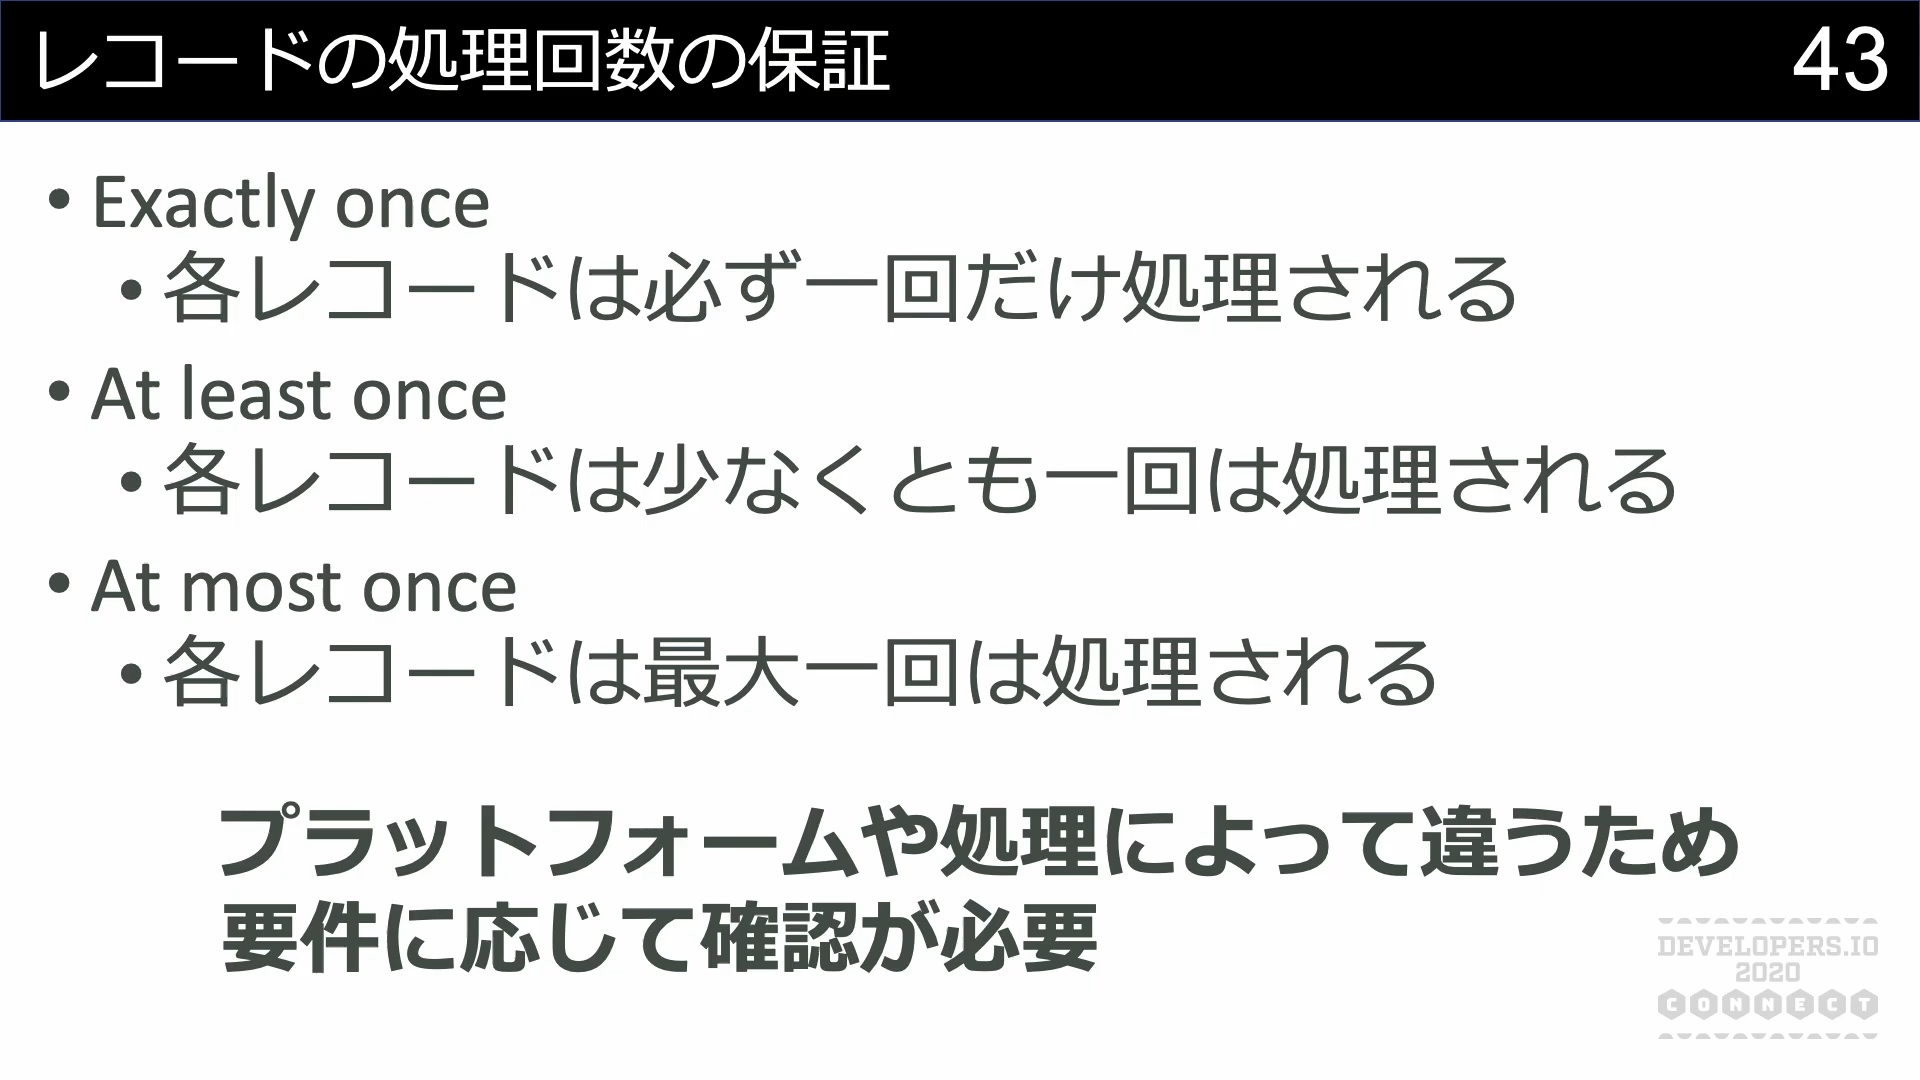 レコードの処理回数の保証
43
• Exactly once
• 各レコードは必ず一回だけ処理される
• At least once
• 各レコードは少なくとも一回は処理される
• At most once
• 各レコードは最大一回は処理される
プラットフォームや処理によって違うため
要件に応じて確認が必要
DEVELOPERS.IO
2020
CONNECT